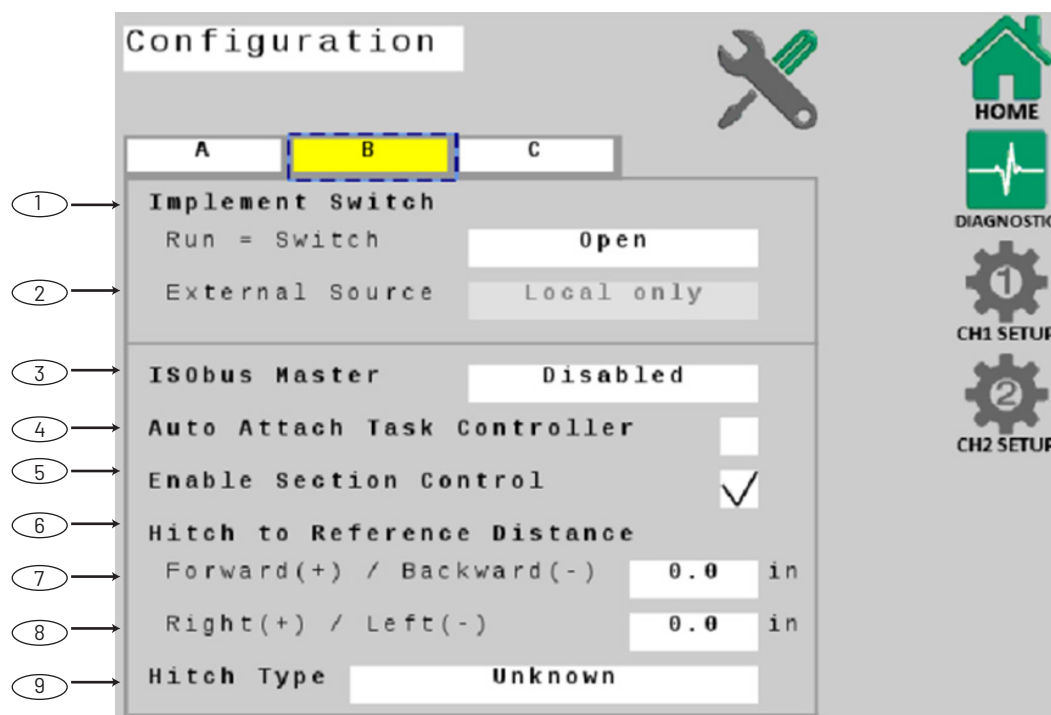 Configuration
HOME
A B C
DIAGNOSTIC
1 Implement Switch
Run = Switch Open
2 External Source Local only
1
CH1 SETUP
3 ISObus Master Disabled
2
4 Auto Attach Task Controller
CH2 SETUP
5 Enable Section Control
6 Hitch to Reference Distance
7 Forward(+) / Backward(-) 0.0 in
8 Right(+) / Left(-) 0.0 in
9 Hitch Type Unknown